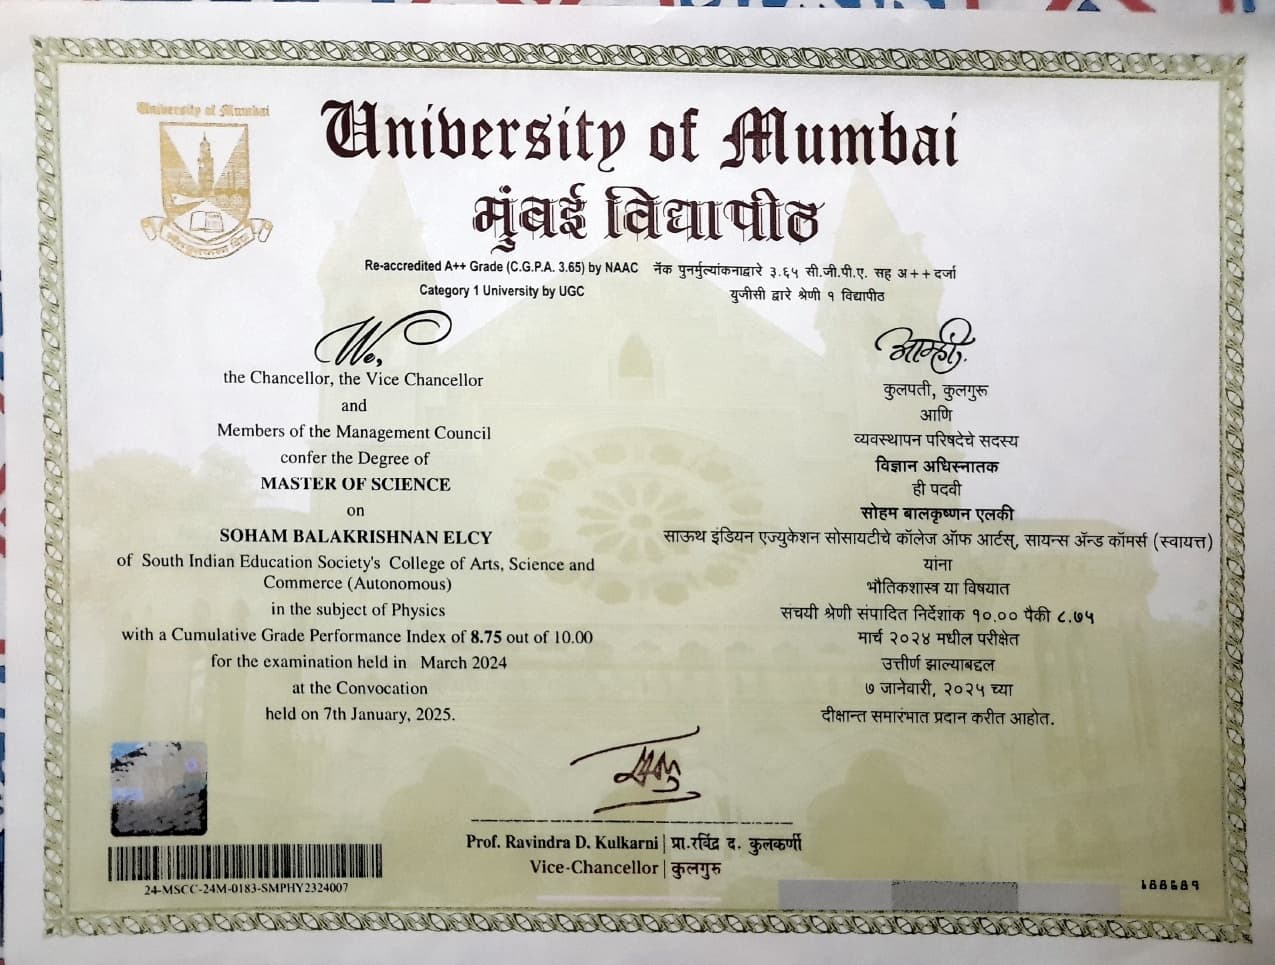 University of Mumbai
University of Mumbai
मुंबई विद्यापीठ
Re-accredited A++ Grade (C.G.P.A. 3.65) by NAAC
Category 1 University by UGC
नॅक पुनर्मुल्यांकनाद्वारे ३.६५ सी.जी.पी.ए. सह अ++ दर्जा
युजीसी द्वारे श्रेणी १ विद्यापीठ
We,
the Chancellor, the Vice Chancellor
and
Members of the Management Council
confer the Degree of
MASTER OF SCIENCE
on
SOHAM BALAKRISHNAN ELCY
of South Indian Education Society's College of Arts, Science and
Commerce (Autonomous)
in the subject of Physics
with a Cumulative Grade Performance Index of 8.75 out of 10.00
for the examination held in March 2024
at the Convocation
held on 7th January, 2025.
आम्ही,
कुलपती, कुलगुरू
आणि
व्यवस्थापन परिषदेचे सदस्य
विज्ञान अधिस्नातक
ही पदवी
सोहम बालकृष्णन एलकी
साऊथ इंडियन एज्युकेशन सोसायटीचे कॉलेज ऑफ आर्टस्, सायन्स ॲन्ड कॉमर्स (स्वायत्त)
यांना
भौतिकशास्त्र या विषयात
संचयी श्रेणी संपादित निर्देशांक १०.०० पैकी ८.७५
मार्च २०२४ मधील परीक्षेत
उत्तीर्ण झाल्याबद्दल
७ जानेवारी, २०२५ च्या
दीक्षान्त समारंभात प्रदान करीत आहोत.
Prof. Ravindra D. Kulkarni | प्रा.रविंद्र द. कुलकर्णी
Vice-Chancellor | कुलगुरु
24-MSCC-24M-0183-SMPHY2324007